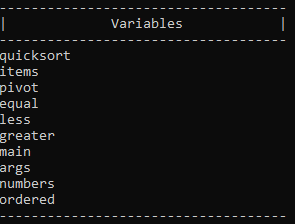 -------------------------------------
|             Variables             |
-------------------------------------
quicksort
items
pivot
equal
less
greater
main
args
numbers
ordered
-------------------------------------